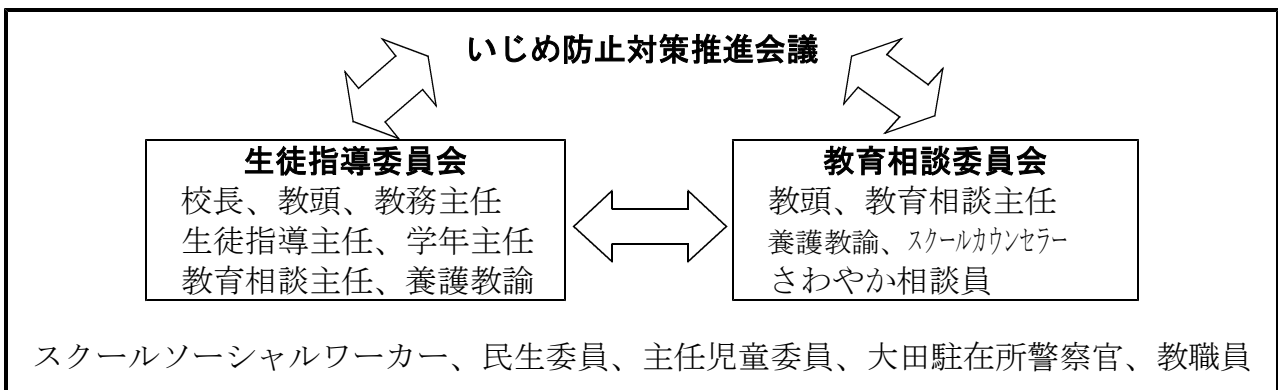 いじめ防止対策推進会議
生徒指導委員会
校長、教頭、教務主任
生徒指導主任、学年主任
教育相談主任、養護教諭
教育相談委員会
教頭、教育相談主任
養護教諭、スクールカウンセラー
さわやか相談員
スクールソーシャルワーカー、民生委員、主任児童委員、大田駐在所警察官、教職員